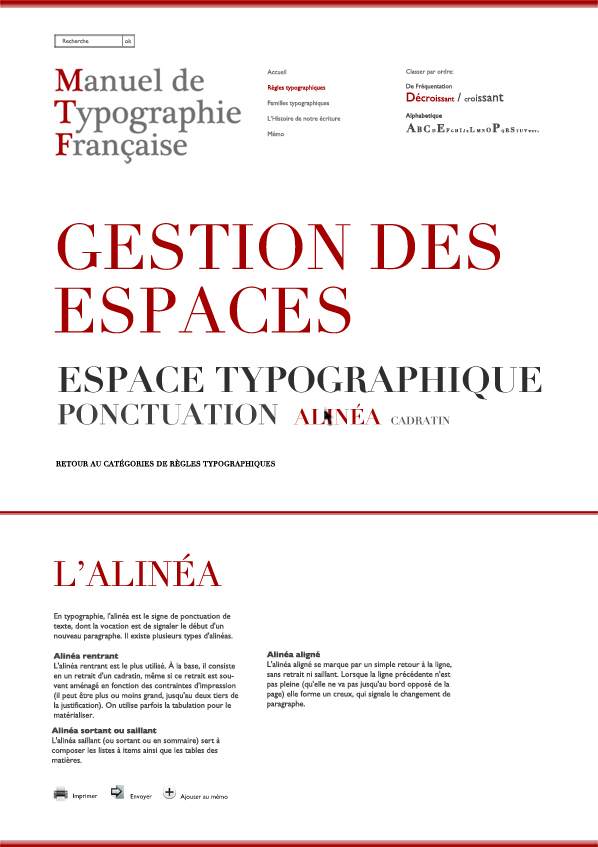 Recherche ok
Manuel de
Typographie
Française
Accueil
Règles typographiques
Familles typographiques
L'Histoire de notre écriture
Mémo
Classer par ordre:
De Fréquentation
Décroissant / croissant
Alphabetique
ABCDEFGHIJKLMNOPQRSTUVWXYZ
GESTION DES
ESPACES
ESPACE TYPOGRAPHIQUE
PONCTUATION ALINÉA CADRATIN
RETOUR AU CATÉGORIES DE RÈGLES TYPOGRAPHIQUES
L'ALINÉA
En typographie, l'alinéa est le signe de ponctuation de
texte, dont la vocation est de signaler le début d'un
nouveau paragraphe. Il existe plusieurs types d'alinéas.
Alinéa rentrant
L'alinéa rentrant est le plus utilisé. À la base, il consiste
en un retrait d'un cadratin, même si ce retrait est sou-
vent aménagé en fonction des contraintes d'impression
(il peut être plus ou moins grand, jusqu'au deux tiers de
la justification). On utilise parfois la tabulation pour le
matérialiser.
Alinéa sortant ou saillant
L'alinéa saillant (ou sortant ou en sommaire) sert à
composer les listes à items ainsi que les tables des
matières.
Alinéa aligné
L'alinéa aligné se marque par un simple retour à la ligne,
sans retrait ni saillant. Lorsque la ligne précédente n'est
pas pleine (qu'elle ne va pas jusqu'au bord opposé de la
page) elle forme un creux, qui signale le changement de
paragraphe.
Imprimer Envoyer Ajouter au mémo